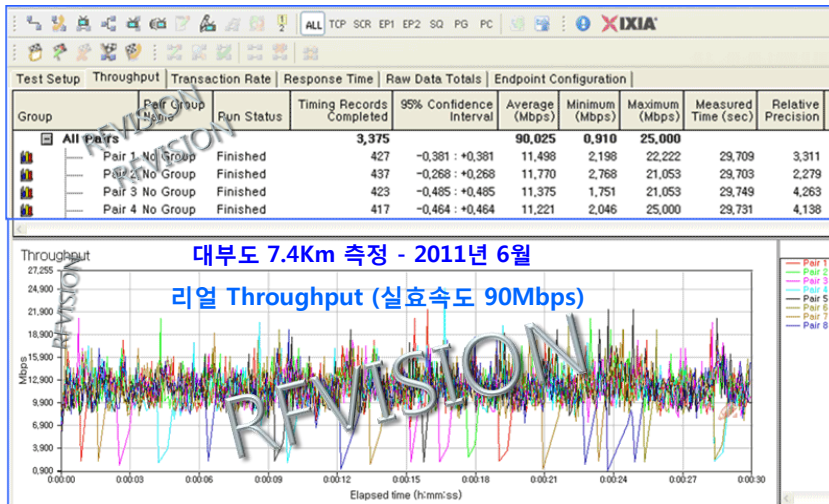 1 2 ALL TCP SCR EP1 EP2 SQ PG PC i XIXIA
Test Setup Throughput Transaction Rate Response Time Raw Data Totals Endpoint Configuration
Group Pair Group Name Run Status Timing Records Completed 95% Confidence Interval Average (Mbps) Minimum (Mbps) Maximum (Mbps) Measured Time (sec) Relative Precision
All Pairs 3,375 90,025 0,910 25,000
Pair 1 No Group Finished 427 -0,381 : +0,381 11,498 2,198 22,222 29,709 3,311
Pair 2 No Group Finished 437 -0,268 : +0,268 11,770 2,768 21,053 29,703 2,279
Pair 3 No Group Finished 423 -0,485 : +0,485 11,375 1,751 21,053 29,749 4,263
Pair 4 No Group Finished 417 -0,464 : +0,464 11,221 2,046 25,000 29,731 4,138
RFVISION
RFVISION
Throughput
대부도 7.4Km 측정 - 2011년 6월
리얼 Throughput (실효속도 90Mbps)
RFVISION
RFVISION
Mbps
27,255
24,900
21,900
18,900
15,900
12,900
9,900
6,900
3,900
0,900
0:00:00 0:00:03 0:00:06 0:00:09 0:00:12 0:00:15 0:00:18 0:00:21 0:00:24 0:00:27 0:00:30
Elapsed time (h:mm:ss)
Pair 1
Pair 2
Pair 3
Pair 4
Pair 5
Pair 6
Pair 7
Pair 8